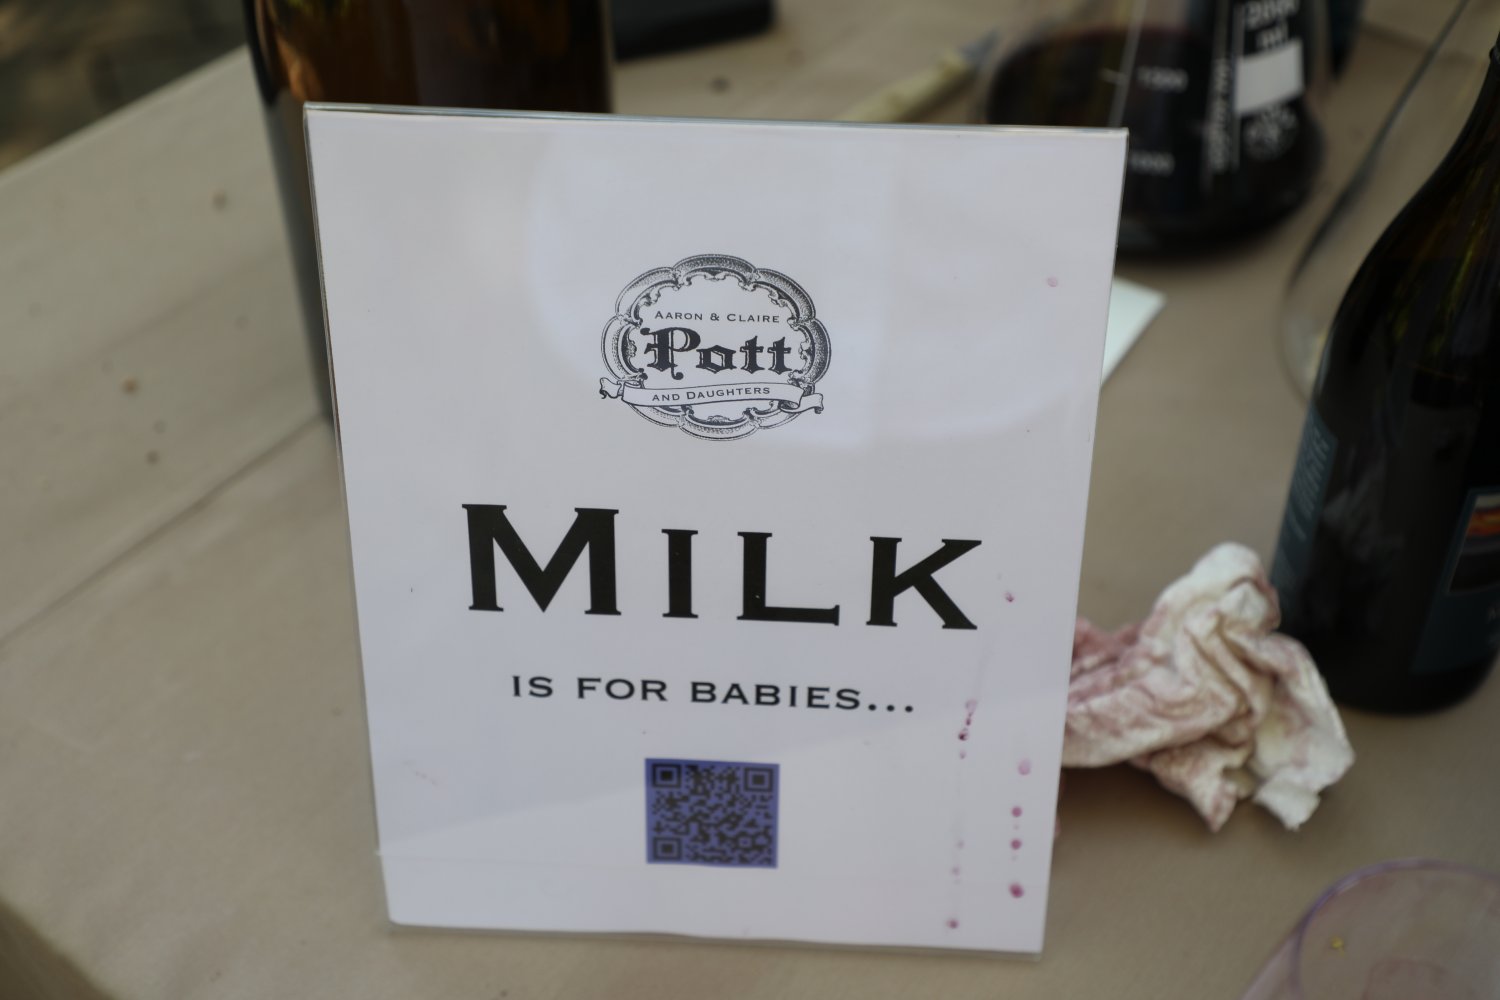 AARON & CLAIRE
Pott
AND DAUGHTERS
MILK
IS FOR BABIES...